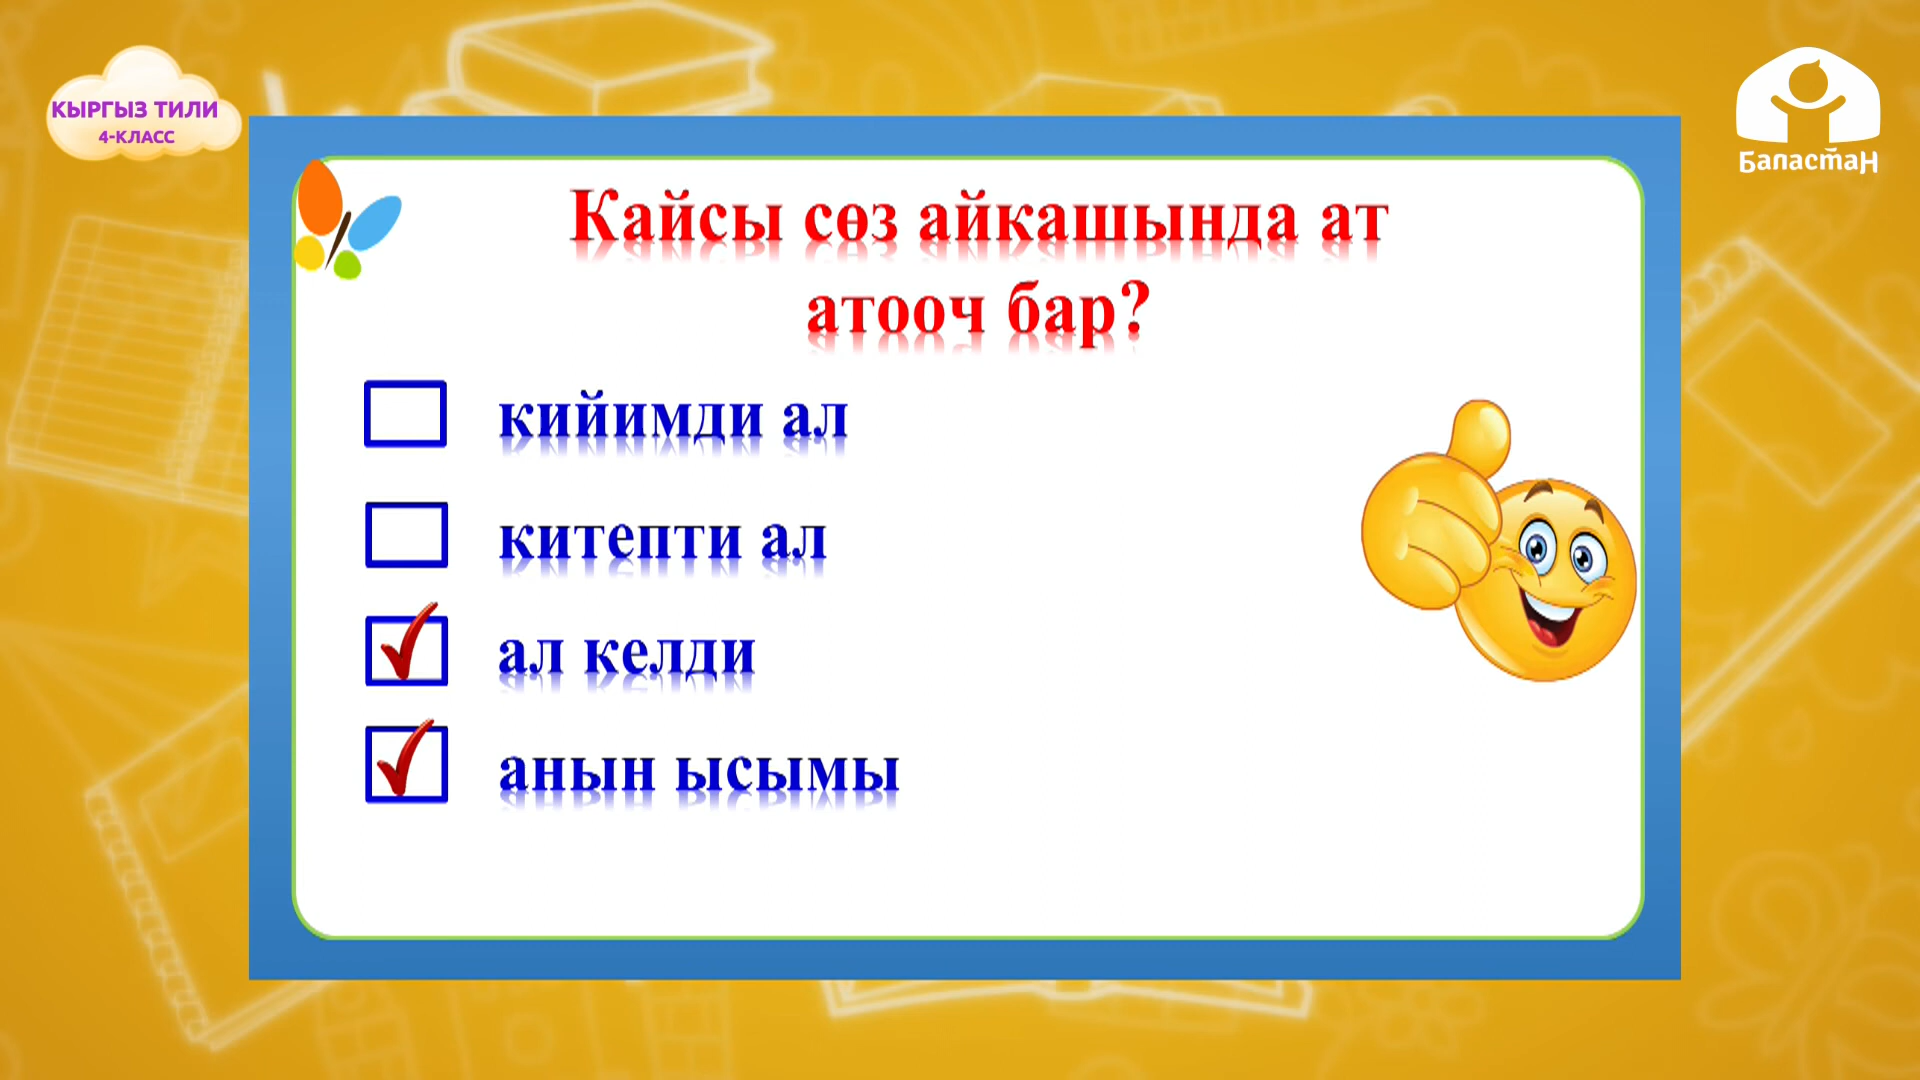 КЫРГЫЗ ТИЛИ
4-КЛАСС
Баластан
Кайсы сөз айкашында ат
атооч бар?
кийимди ал
китепти ал
ал келди
анын ысымы